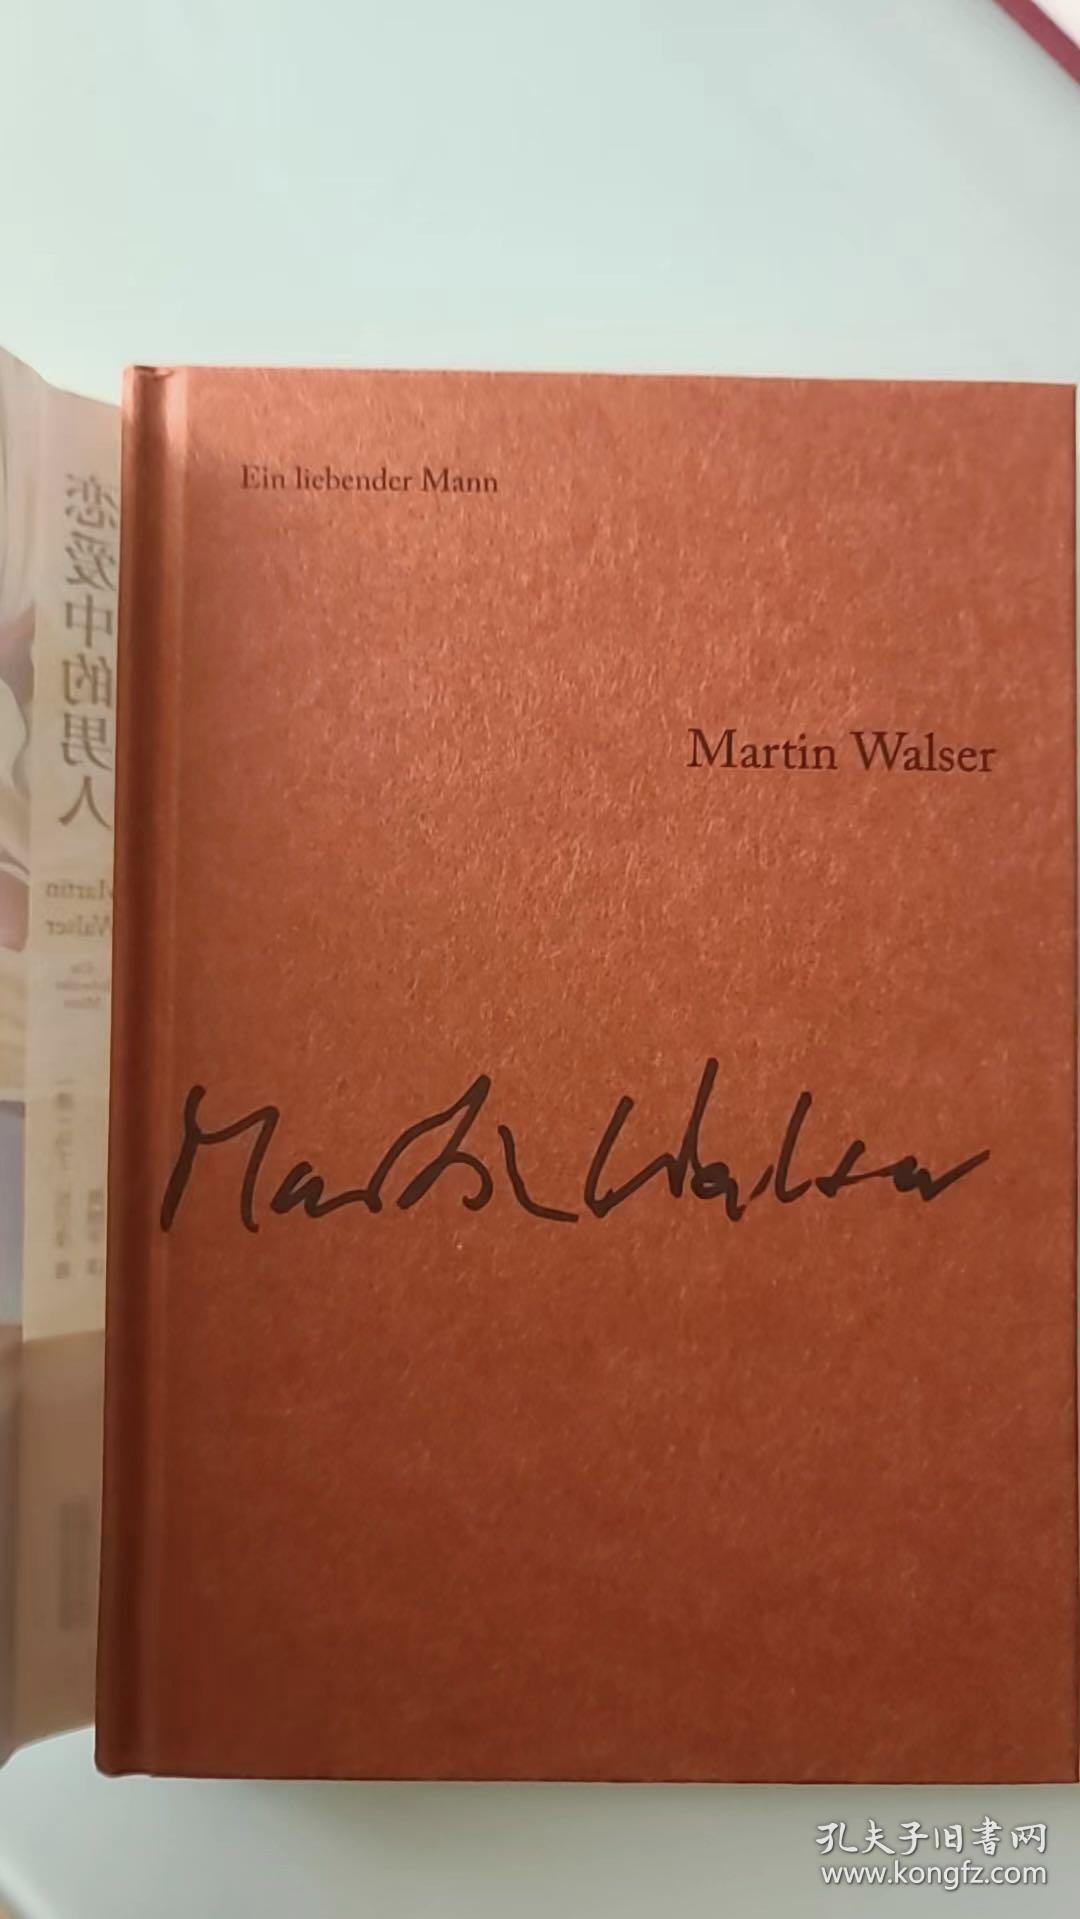 Ein liebender Mann
Martin Walser
Martin Walser
恋爱中的男人
Martin
Walser
孔夫子旧書网
www.kongfz.com